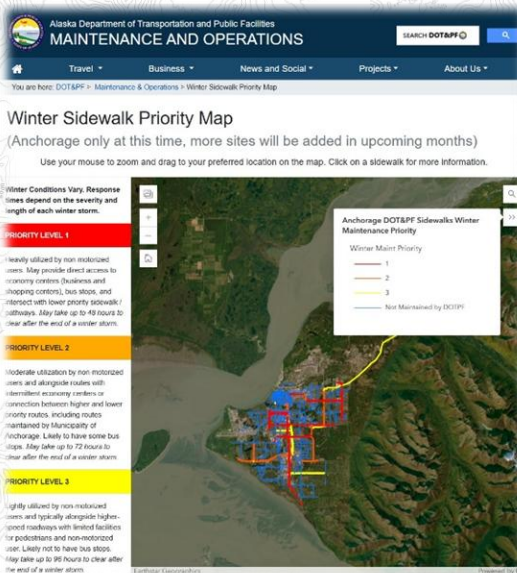 Alaska Department of Transportation and Public Facilities
MAINTENANCE AND OPERATIONS
SEARCH DOT&PF
Travel
Business
News and Social
Projects
About Us
You are here: DOT&PF > Maintenance & Operations > Winter Sidewalk Priority Map
Winter Sidewalk Priority Map
(Anchorage only at this time, more sites will be added in upcoming months)
Use your mouse to zoom and drag to your preferred location on the map. Click on a sidewalk for more information.
Winter Conditions Vary. Response
times depend on the severity and
length of each winter storm.
PRIORITY LEVEL 1
Heavily utilized by non motorized
users. May provide direct access to
economy centers (business and
shopping centers), bus stops, and
intersect with lower priority sidewalk /
pathways. May take up to 48 hours to
clear after the end of a winter storm.
PRIORITY LEVEL 2
Moderate utilization by non-motorized
users and alongside routes with
intermittent economy centers or
connection between higher and lower
priority routes, including routes
maintained by Municipality of
Anchorage. Likely to have some bus
stops. May take up to 72 hours to
clear after the end of a winter storm.
PRIORITY LEVEL 3
Lightly utilized by non motorized
users and typically alongside higher-
speed roadways with limited facilities
for pedestrians and non-motorized
user. Likely not to have bus stops.
May take up to 96 hours to clear after
the end of a winter storm
Anchorage DOT&PF Sidewalks Winter
Maintenance Priority
Winter Maint Priority
1
2
3
Not Maintained by DOTPF
Earthstar Geographics
Powered by